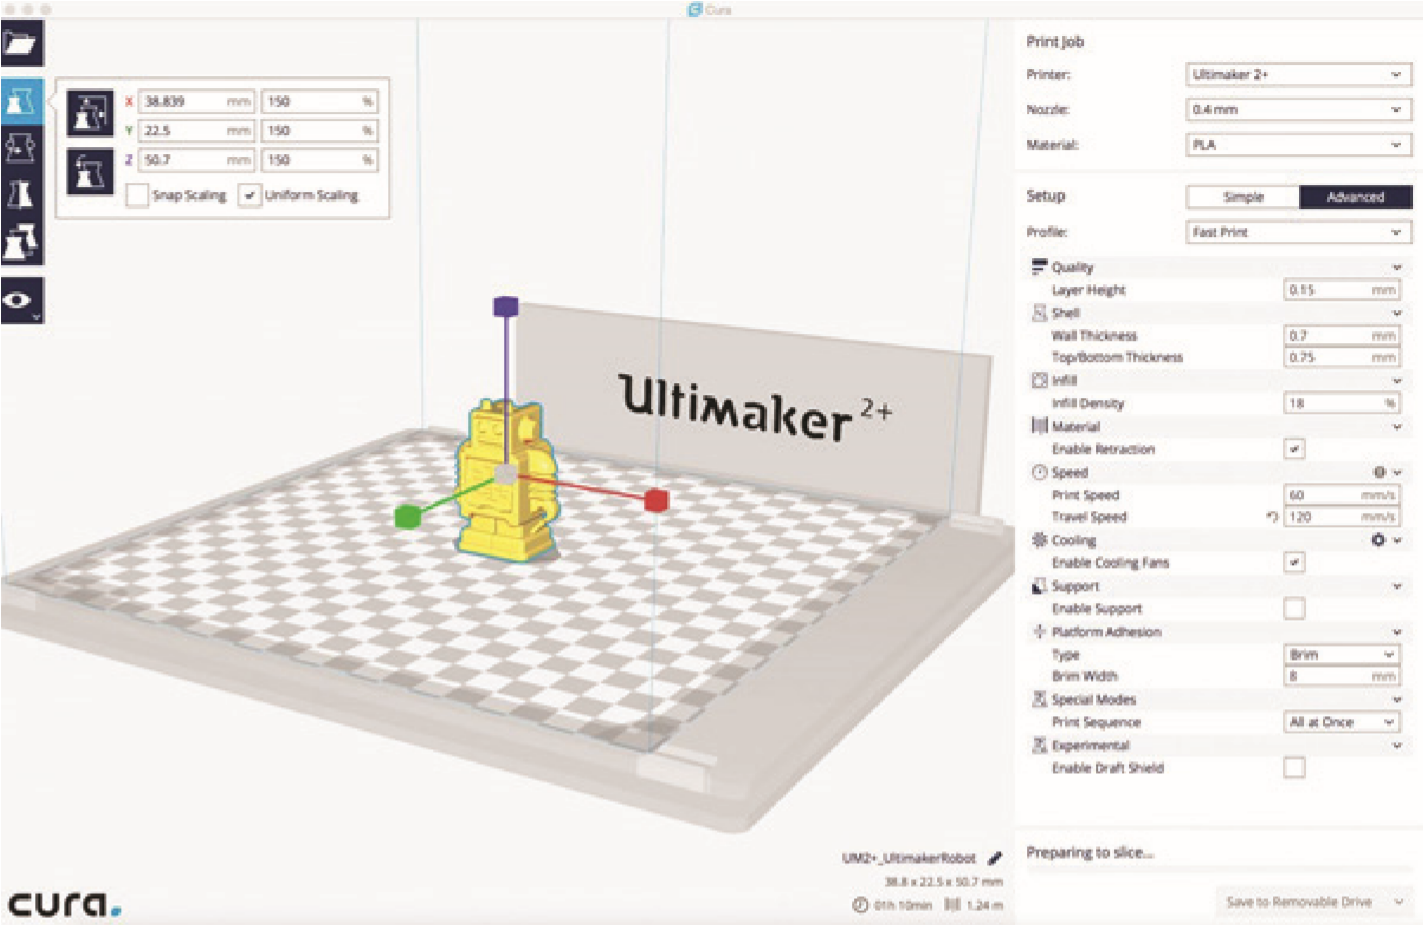 Cura
X 38.839 mm 150 %
Y 22.5 mm 150 %
Z 50.7 mm 150 %
Snap Scaling Uniform Scaling
Ultimaker 2+
UM2+_UltimakerRobot
38.8 x 22.5 x 50.7 mm
01h 10min 1.24 m
cura.
Print Job
Printer: Ultimaker 2+
Nozzle: 0.4 mm
Material: PLA
Setup Simple Advanced
Profile: Fast Print
Quality
Layer Height 0.15 mm
Shell
Wall Thickness 0.7 mm
Top/Bottom Thickness 0.75 mm
Infill
Infill Density 18 %
Material
Enable Retraction
Speed
Print Speed 60 mm/s
Travel Speed 120 mm/s
Cooling
Enable Cooling Fans
Support
Enable Support
Platform Adhesion
Type Brim
Brim Width 8 mm
Special Modes
Print Sequence All at Once
Experimental
Enable Draft Shield
Preparing to slice...
Save to Removable Drive